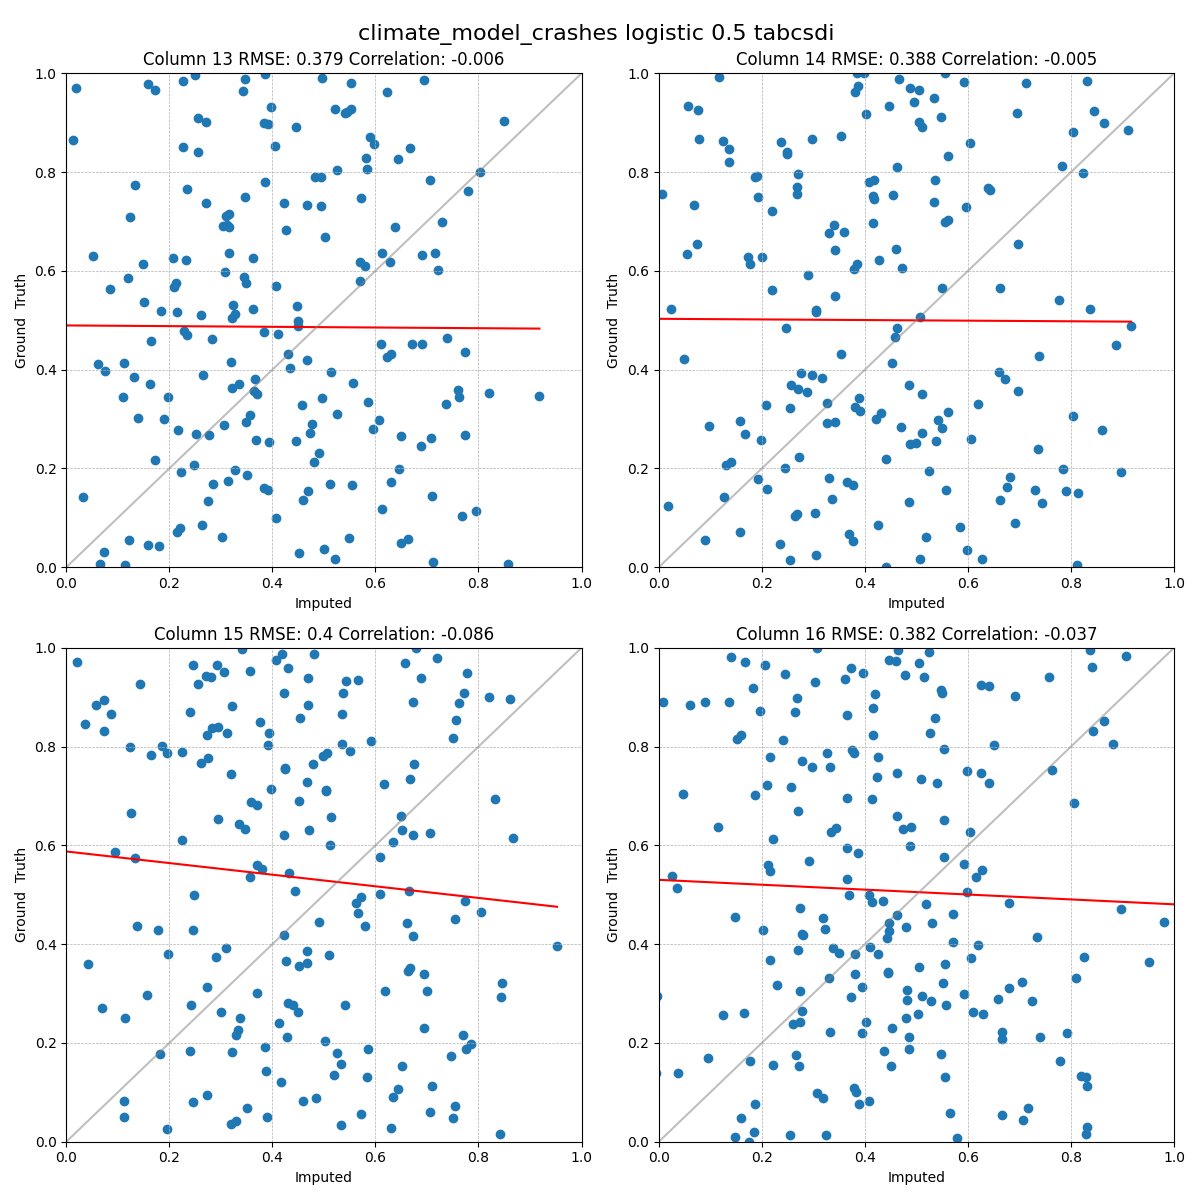 climate_model_crashes logistic 0.5 tabcsdi
Column 13 RMSE: 0.379 Correlation: -0.006
Column 14 RMSE: 0.388 Correlation: -0.005
1.0
0.8
0.6
0.4
0.2
0.0
Ground  Truth
0.0 0.2 0.4 0.6 0.8 1.0
Imputed
1.0
0.8
0.6
0.4
0.2
0.0
Ground  Truth
0.0 0.2 0.4 0.6 0.8 1.0
Imputed
Column 15 RMSE: 0.4 Correlation: -0.086
Column 16 RMSE: 0.382 Correlation: -0.037
1.0
0.8
0.6
0.4
0.2
0.0
Ground  Truth
0.0 0.2 0.4 0.6 0.8 1.0
Imputed
1.0
0.8
0.6
0.4
0.2
0.0
Ground  Truth
0.0 0.2 0.4 0.6 0.8 1.0
Imputed